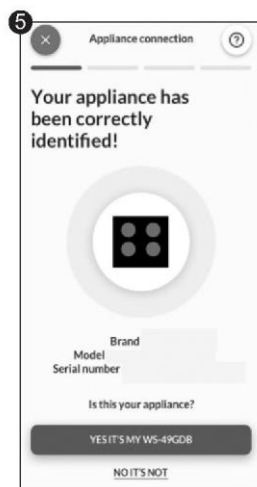 5
Appliance connection
?
Your appliance has
been correctly
identified!
Brand
Model
Serial number
Is this your appliance?
YES IT'S MY WS-49GDB
NO IT'S NOT